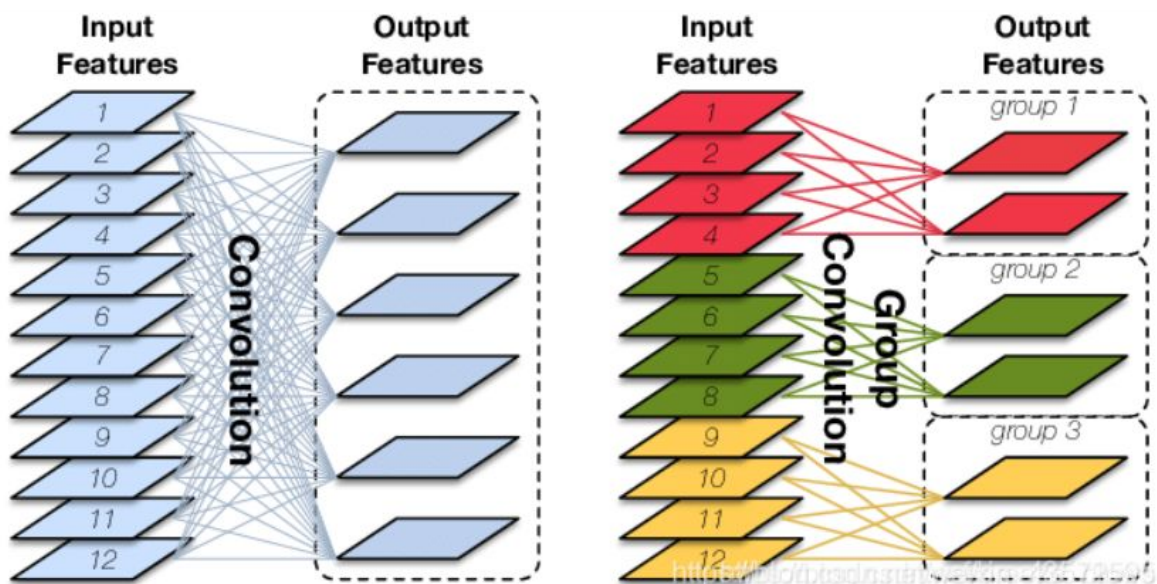 Input
Features
Output
Features
1
2
3
4
5
6
7
8
9
10
11
12
Convolution
Input
Features
Output
Features
1
2
3
4
5
6
7
8
9
10
11
12
Group
Convolution
group 1
group 2
group 3